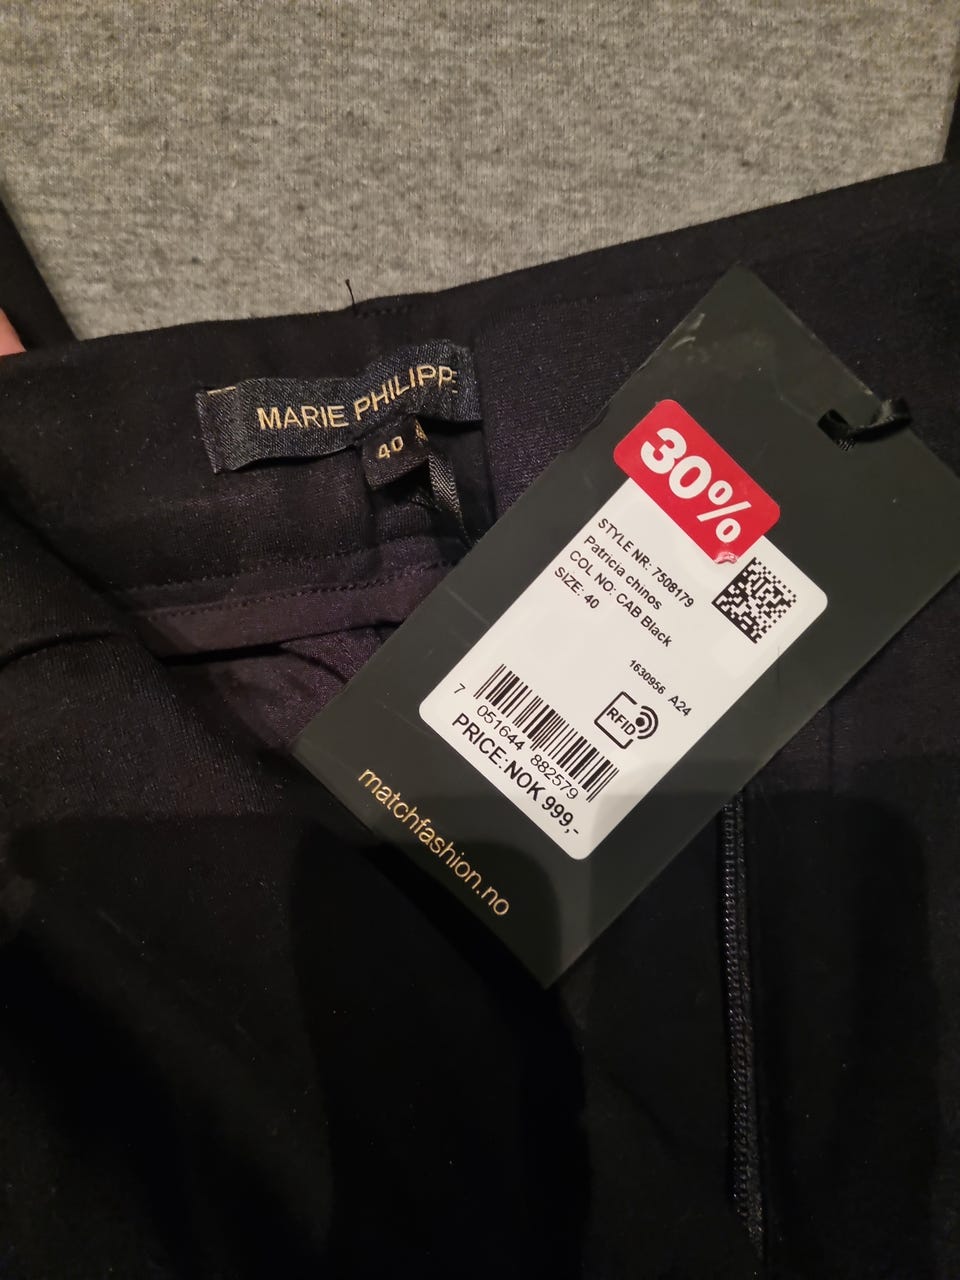 MARIE PHILIPP
40
30%
STYLE NR: 7508179
Patricia chinos
COL NO: CAB Black
SIZE: 40
1630956 A24
RFID
7 051644 882579
PRICE: NOK 999,-
matchfashion.no